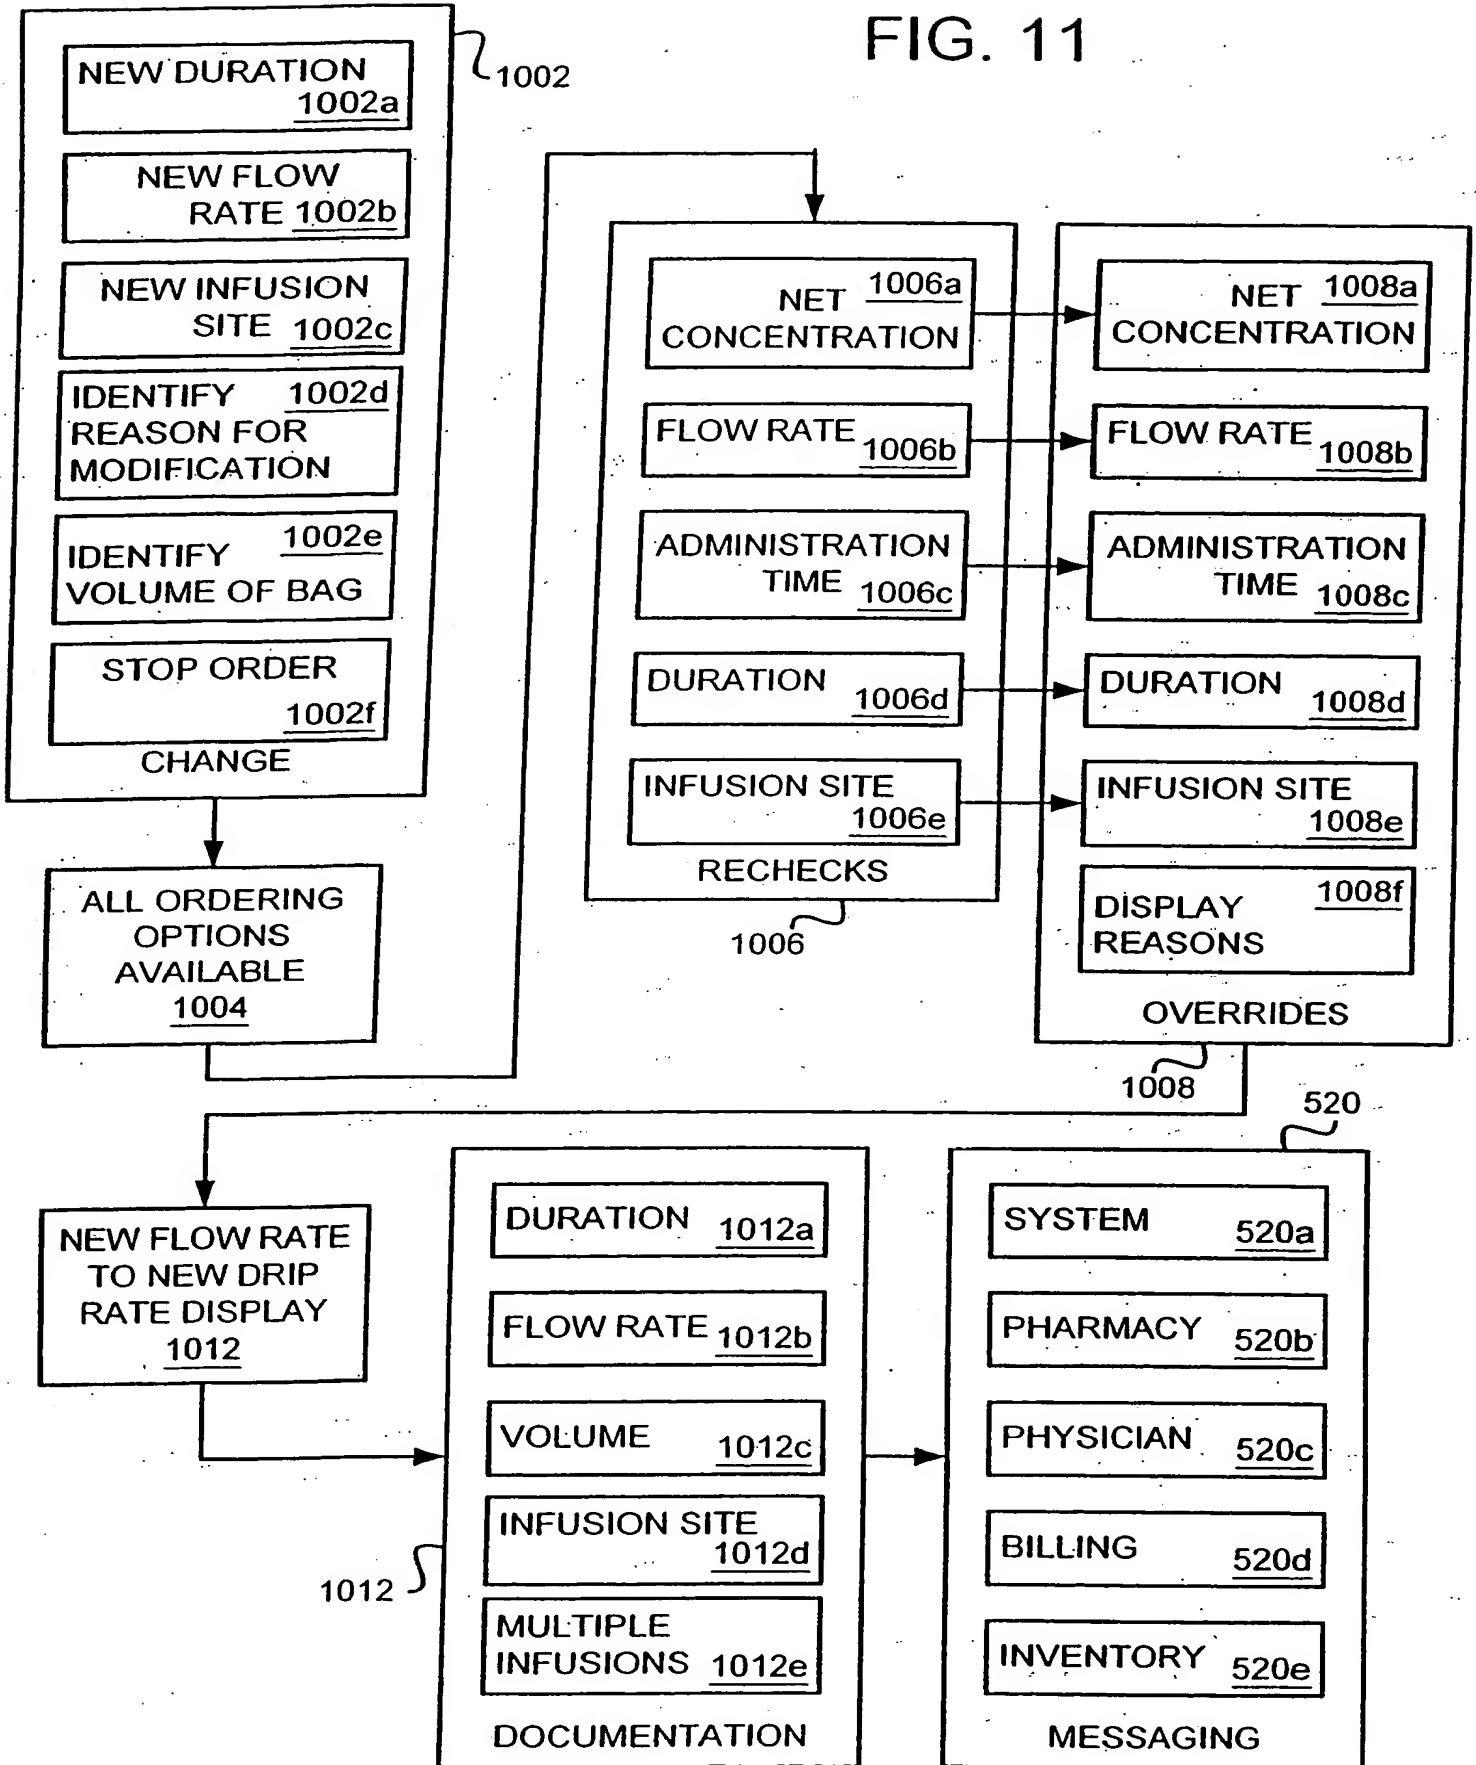 FIG. 11
NEW DURATION
1002a
NEW FLOW
RATE 1002b
NEW INFUSION
SITE 1002c
IDENTIFY 1002d
REASON FOR
MODIFICATION
1002e
IDENTIFY
VOLUME OF BAG
STOP ORDER
1002f
CHANGE
1002
ALL ORDERING
OPTIONS
AVAILABLE
1004
NET 1006a
CONCENTRATION
FLOW RATE 1006b
ADMINISTRATION
TIME 1006c
DURATION 1006d
INFUSION SITE
1006e
RECHECKS
1006
NET 1008a
CONCENTRATION
FLOW RATE 1008b
ADMINISTRATION
TIME 1008c
DURATION 1008d
INFUSION SITE
1008e
1008f
DISPLAY
REASONS
OVERRIDES
1008
NEW FLOW RATE
TO NEW DRIP
RATE DISPLAY
1012
DURATION 1012a
FLOW RATE 1012b
VOLUME 1012c
INFUSION SITE
1012d
MULTIPLE
INFUSIONS 1012e
DOCUMENTATION
1012
520
SYSTEM 520a
PHARMACY 520b
PHYSICIAN 520c
BILLING 520d
INVENTORY 520e
MESSAGING